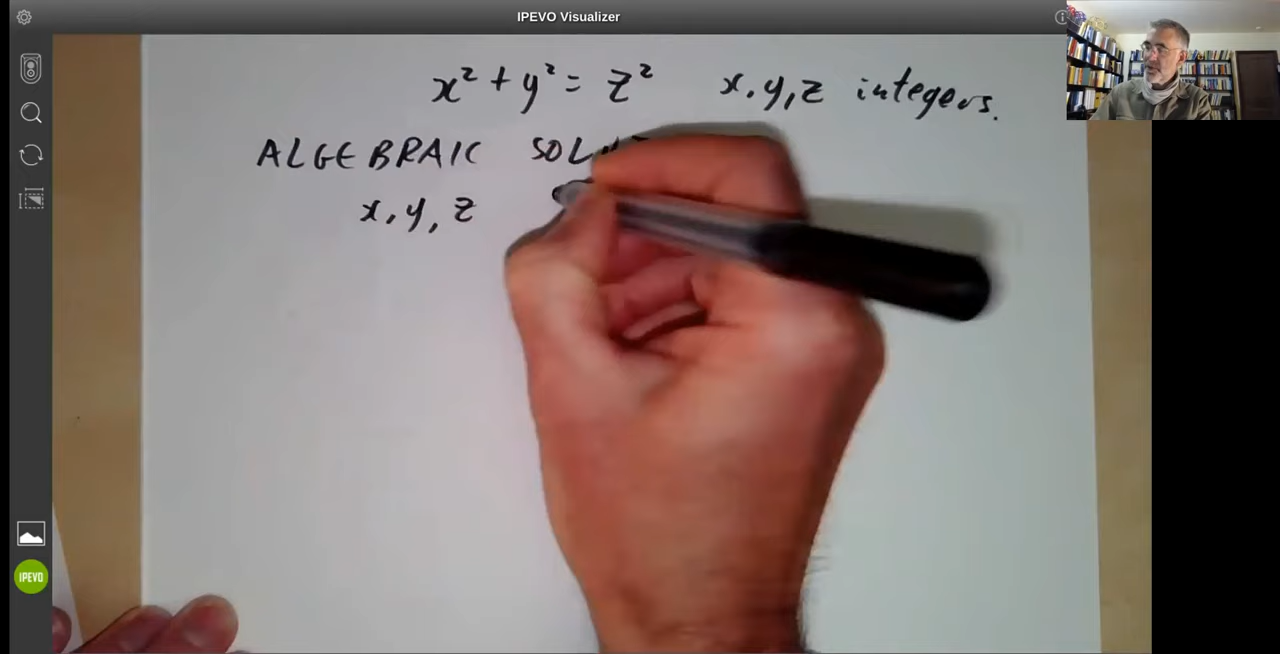 IPEVO Visualizer
x² + y² = z² x, y, z integers.
ALGEBRAIC
x, y, z
IPEVO